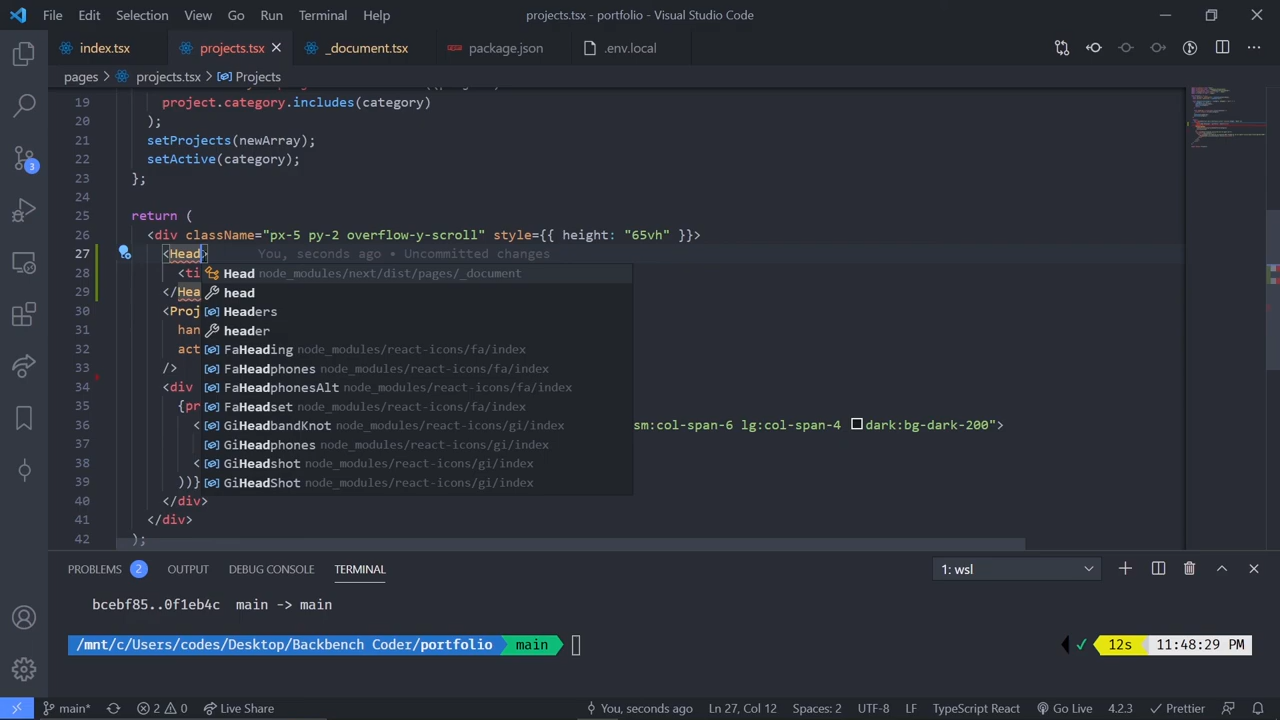 File Edit Selection View Go Run Terminal Help projects.tsx - portfolio - Visual Studio Code
index.tsx projects.tsx _document.tsx package.json .env.local
pages > projects.tsx > Projects
19 project.category.includes(category)
20 );
21 setProjects(newArray);
22 setActive(category);
23 };
24
25 return (
26 <div className="px-5 py-2 overflow-y-scroll" style={{ height: "65vh" }}>
27 <Head> You, seconds ago • Uncommitted changes
28 <ti Head node_modules/next/dist/pages/_document
29 </Hea head
30 <Proj Headers
31 han header
32 act FaHeading node_modules/react-icons/fa/index
33 /> FaHeadphones node_modules/react-icons/fa/index
34 <div FaHeadphonesAlt node_modules/react-icons/fa/index
35 {pr FaHeadset node_modules/react-icons/fa/index
36 < GiHeadbandKnot node_modules/react-icons/gi/index sm:col-span-6 lg:col-span-4 dark:bg-dark-200">
37 GiHeadphones node_modules/react-icons/gi/index
38 < GiHeadshot node_modules/react-icons/gi/index
39 ))} GiHeadShot node_modules/react-icons/gi/index
40 </div>
41 </div>
42 );
PROBLEMS 2 OUTPUT DEBUG CONSOLE TERMINAL 1: wsl
bcebf85..0f1eb4c main -> main
/mnt/c/Users/codes/Desktop/Backbench Coder/portfolio main ✓ 12s 11:48:29 PM
main* 2 0 Live Share You, seconds ago Ln 27, Col 12 Spaces: 2 UTF-8 LF TypeScript React Go Live 4.2.3 Prettier
3